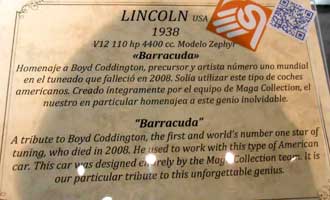 LINCOLN USA
1938
V12 110 hp 4400 cc. Modelo Zephyr
«Barracuda»
Homenaje a Boyd Coddington, precursor y artista número uno mundial
en el tuneado que falleció en 2008. Solía utilizar este tipo de coches
americanos. Creado íntegramente por el equipo de Maga Collection, el
nuestro en particular homenajea a este genio inolvidable.
"Barracuda"
A tribute to Boyd Coddington, the first and world's number one star of
tuning, who died in 2008. He used to work with this type of American
car. This car was designed entirely by the Maga Collection team. It is
our particular tribute to this unforgettable genius.